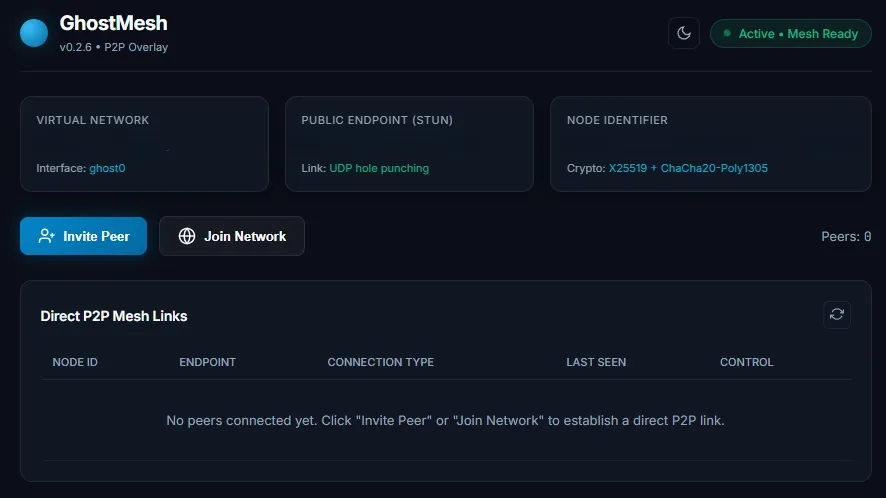 GhostMesh
v0.2.6 • P2P Overlay
Active • Mesh Ready
VIRTUAL NETWORK
Interface: ghost0
PUBLIC ENDPOINT (STUN)
Link: UDP hole punching
NODE IDENTIFIER
Crypto: X25519 + ChaCha20-Poly1305
Invite Peer
Join Network
Peers: 0
Direct P2P Mesh Links
NODE ID ENDPOINT CONNECTION TYPE LAST SEEN CONTROL
No peers connected yet. Click "Invite Peer" or "Join Network" to establish a direct P2P link.